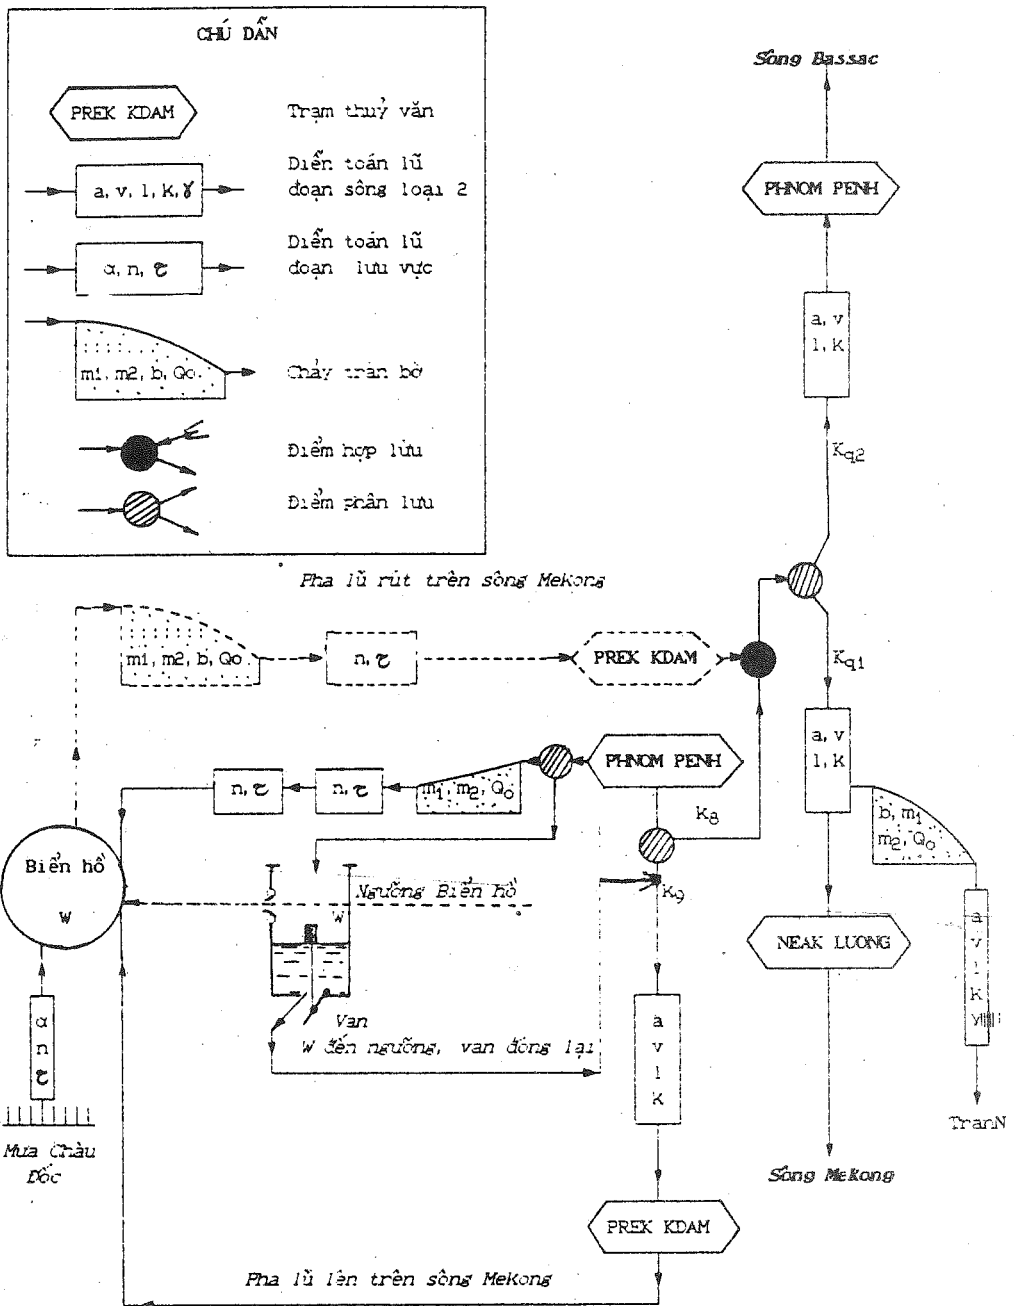 CHÚ DẪN
PREK KDAM
Trạm thuỷ văn
a, v, l, k, γ
Diễn toán lũ
đoạn sông loại 2
α, n, τ
Diễn toán lũ
đoạn lưu vực
m1, m2, b, Qo
Chảy tràn bờ
Điểm hợp lưu
Điểm phân lưu
Sông Bassac
PHNOM PENH
a, v
l, k
Kq2
Pha lũ rút trên sông Mekong
m1, m2, b, Qo
n, τ
PREK KDAM
Kq1
a, v
l, k
PHNOM PENH
n, τ
n, τ
m1, m2, Qo
K8
b, m1
m2, Qo
Biển hồ
W
Ngưỡng Biển hồ
W
K9
NEAK LUONG
a
v
l
k
γ
α
n
τ
Van
W đến ngưỡng, van đóng lại
a
v
l
k
Mưa Châu
Đốc
TranN
Sông Mekong
PREK KDAM
Pha lũ lên trên sông Mekong